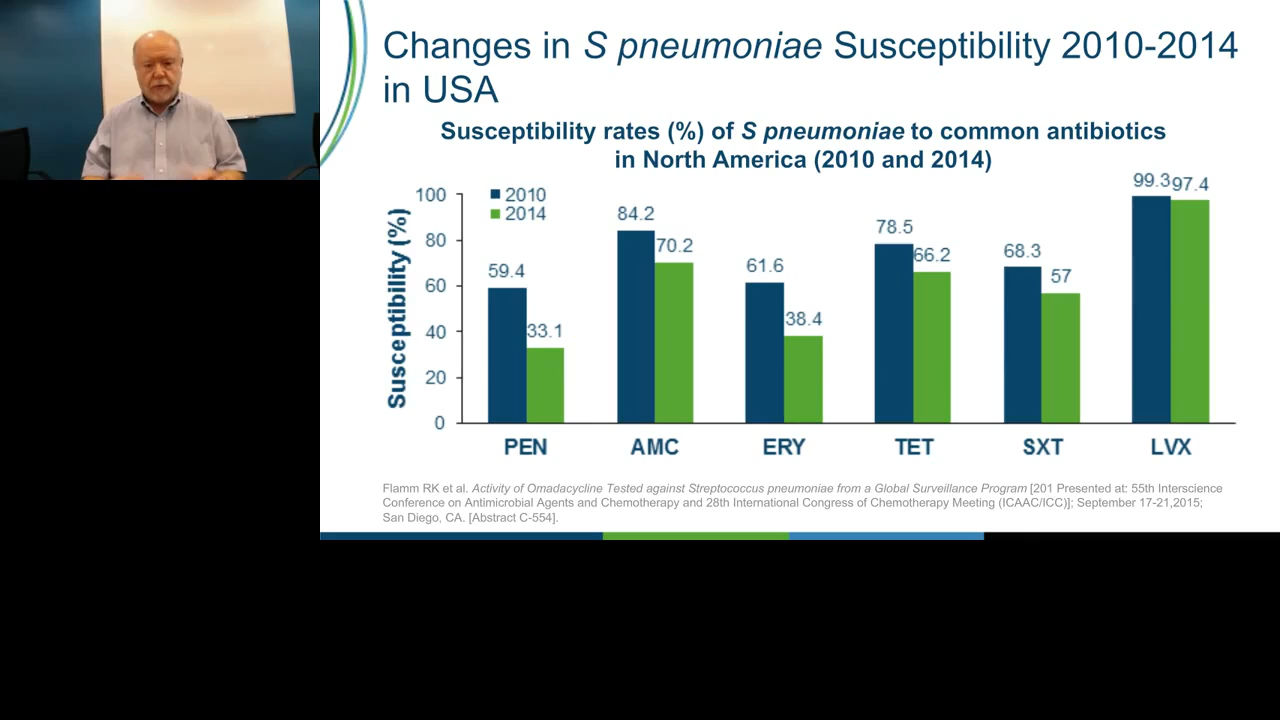 Changes in S pneumoniae Susceptibility 2010-2014
in USA
Susceptibility rates (%) of S pneumoniae to common antibiotics
in North America (2010 and 2014)
Susceptibility (%)
100
80
60
40
20
0
2010
2014
59.4
33.1
84.2
70.2
61.6
38.4
78.5
66.2
68.3
57
99.3
97.4
PEN
AMC
ERY
TET
SXT
LVX
Flamm RK et al. Activity of Omadacycline Tested against Streptococcus pneumoniae from a Global Surveillance Program [201 Presented at: 55th Interscience
Conference on Antimicrobial Agents and Chemotherapy and 28th International Congress of Chemotherapy Meeting (ICAAC/ICC)]; September 17-21,2015;
San Diego, CA. [Abstract C-554].